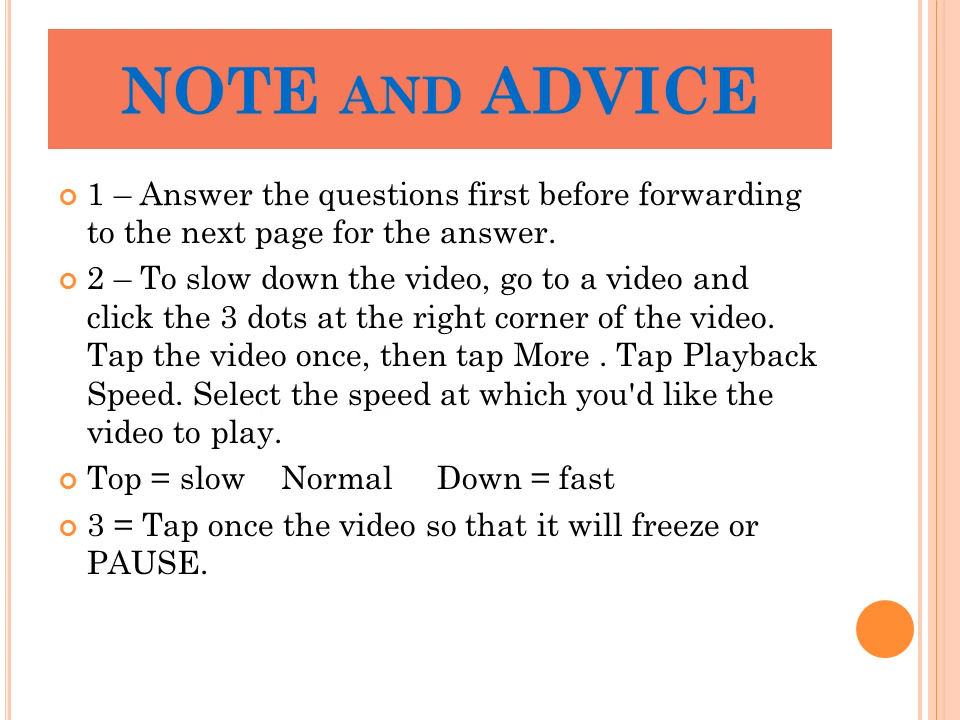 NOTE AND ADVICE
1 – Answer the questions first before forwarding
to the next page for the answer.
2 – To slow down the video, go to a video and
click the 3 dots at the right corner of the video.
Tap the video once, then tap More . Tap Playback
Speed. Select the speed at which you'd like the
video to play.
Top = slow Normal Down = fast
3 = Tap once the video so that it will freeze or
PAUSE.